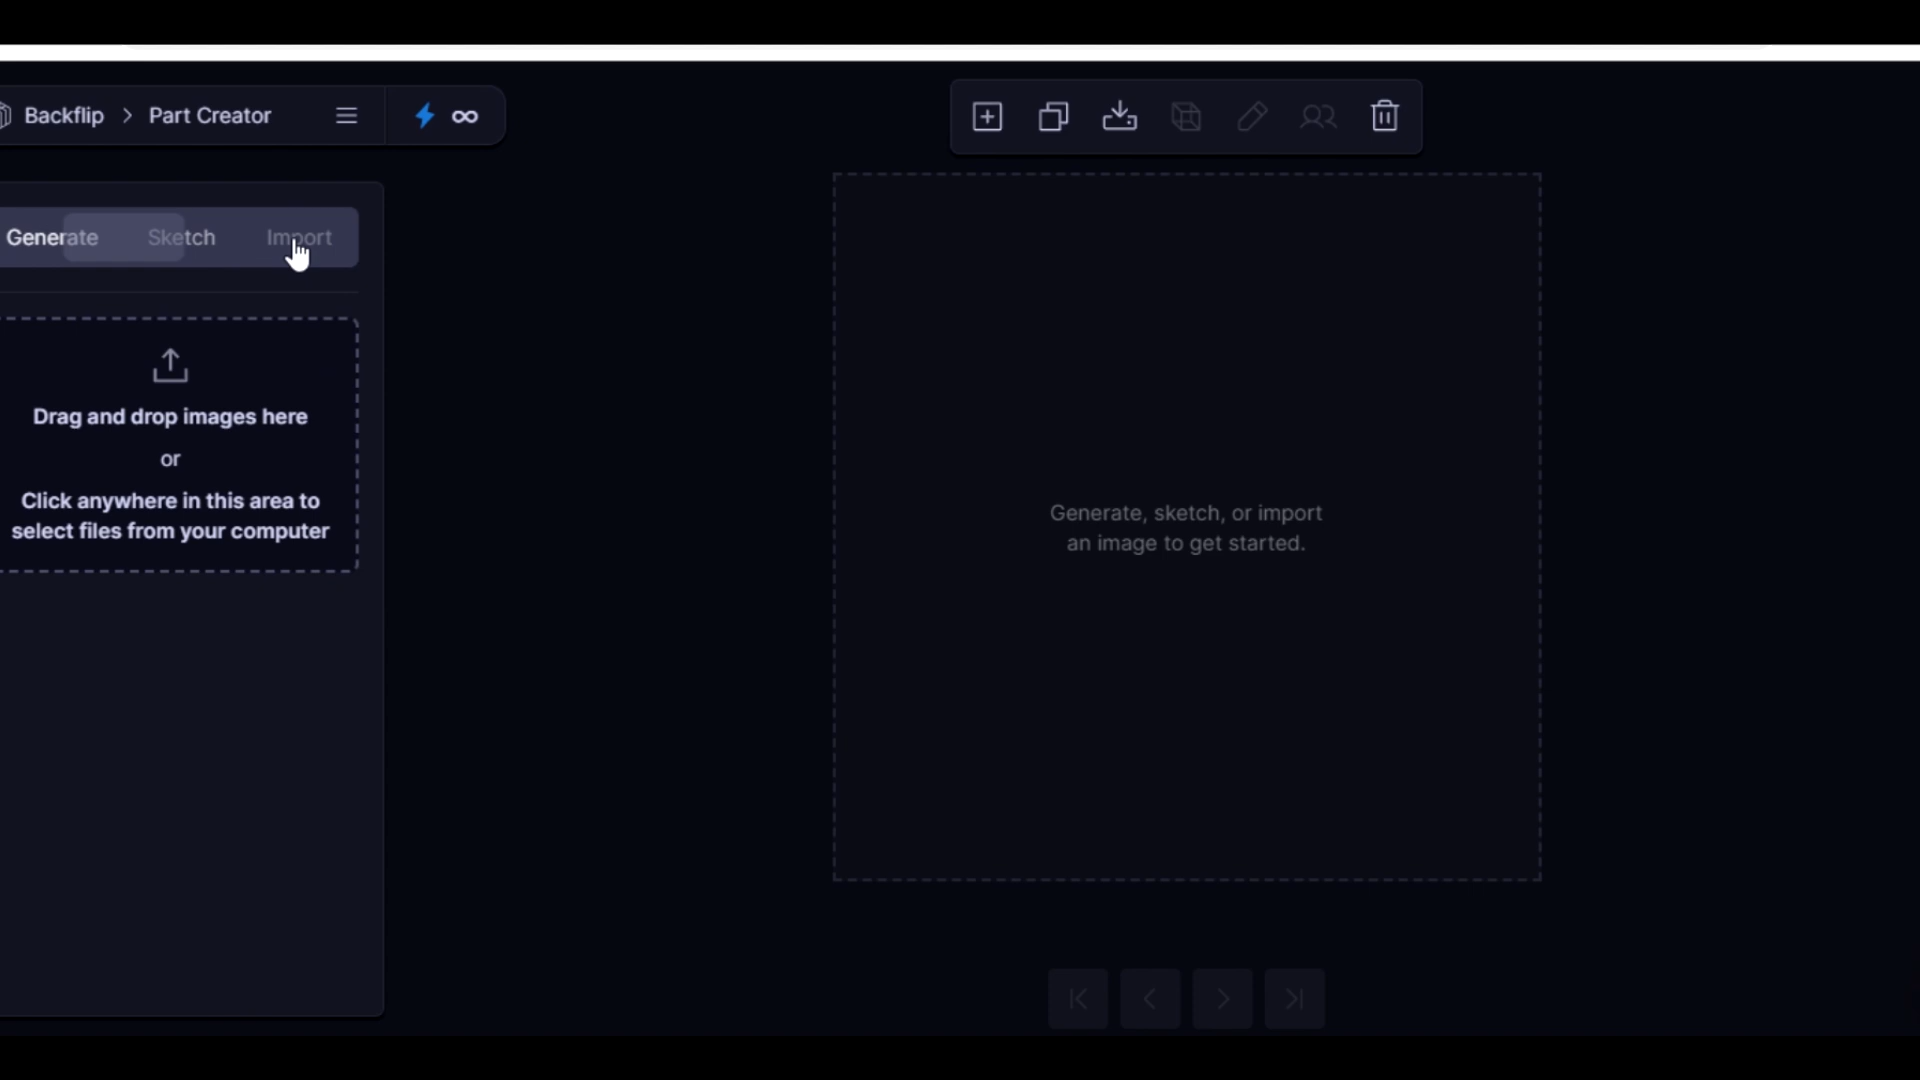 Backflip > Part Creator
Generate Sketch Import
Drag and drop images here
or
Click anywhere in this area to
select files from your computer
Generate, sketch, or import
an image to get started.